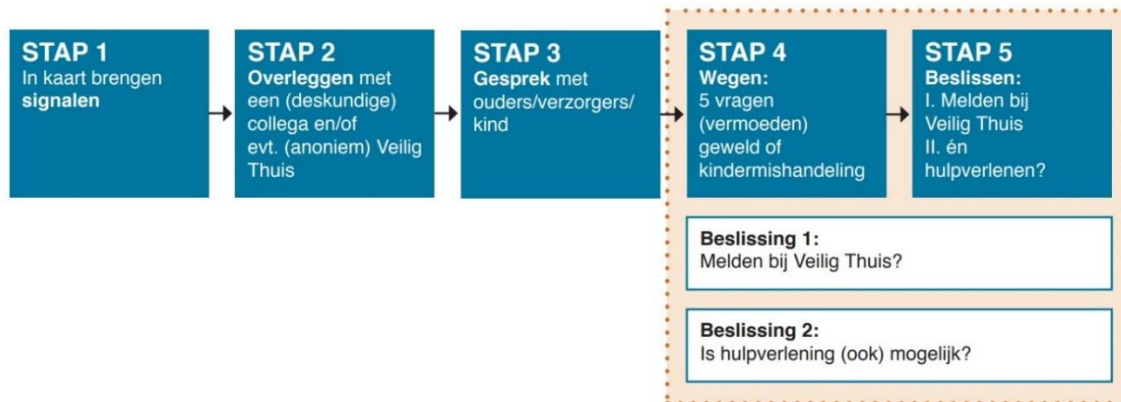 STAP 1
In kaart brengen
signalen
STAP 2
Overleggen met
een (deskundige)
collega en/of
evt. (anoniem) Veilig
Thuis
STAP 3
Gesprek met
ouders/verzorgers/
kind
STAP 4
Wegen:
5 vragen
(vermoeden)
geweld of
kindermishandeling
STAP 5
Beslissen:
I. Melden bij
Veilig Thuis
II. én
hulpverlenen?
Beslissing 1:
Melden bij Veilig Thuis?
Beslissing 2:
Is hulpverlening (ook) mogelijk?